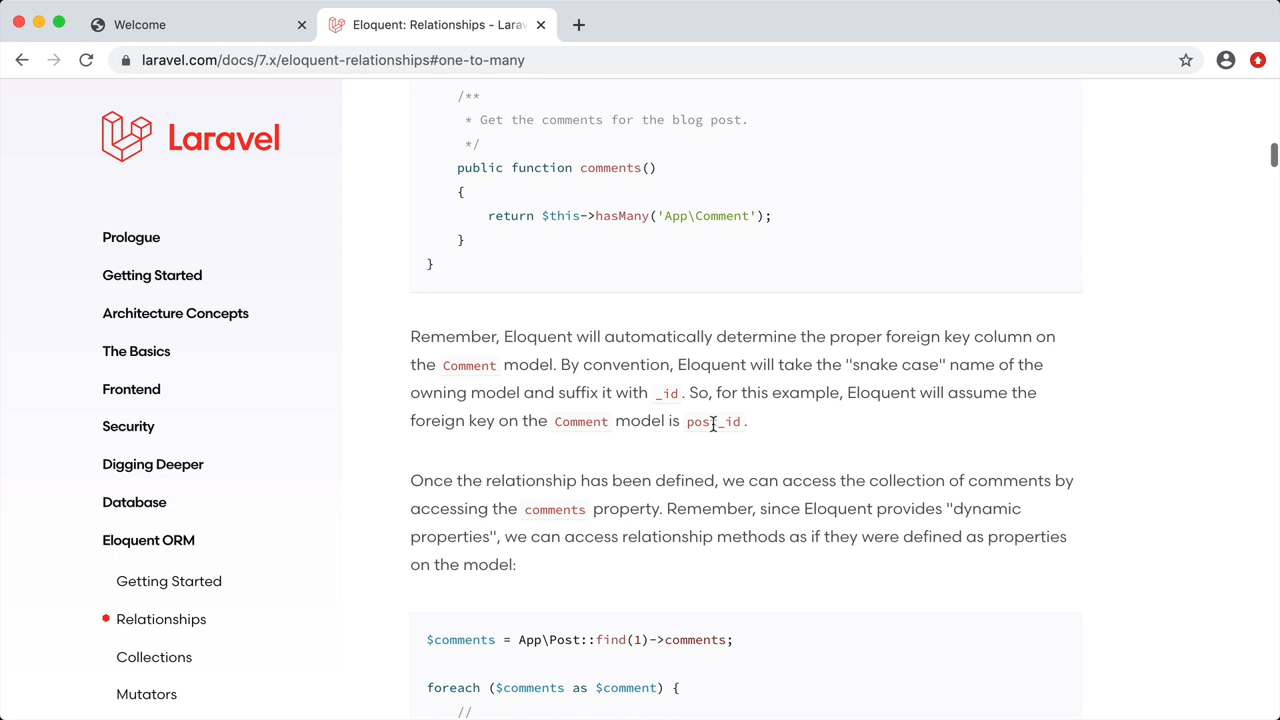 Welcome
Eloquent: Relationships - Larav
laravel.com/docs/7.x/eloquent-relationships#one-to-many
Laravel
Prologue
Getting Started
Architecture Concepts
The Basics
Frontend
Security
Digging Deeper
Database
Eloquent ORM
Getting Started
Relationships
Collections
Mutators
/**
* Get the comments for the blog post.
*/
public function comments()
{
return $this->hasMany('App\Comment');
}
}
Remember, Eloquent will automatically determine the proper foreign key column on
the Comment model. By convention, Eloquent will take the "snake case" name of the
owning model and suffix it with _id. So, for this example, Eloquent will assume the
foreign key on the Comment model is post_id.
Once the relationship has been defined, we can access the collection of comments by
accessing the comments property. Remember, since Eloquent provides "dynamic
properties", we can access relationship methods as if they were defined as properties
on the model:
$comments = App\Post::find(1)->comments;
foreach ($comments as $comment) {
//